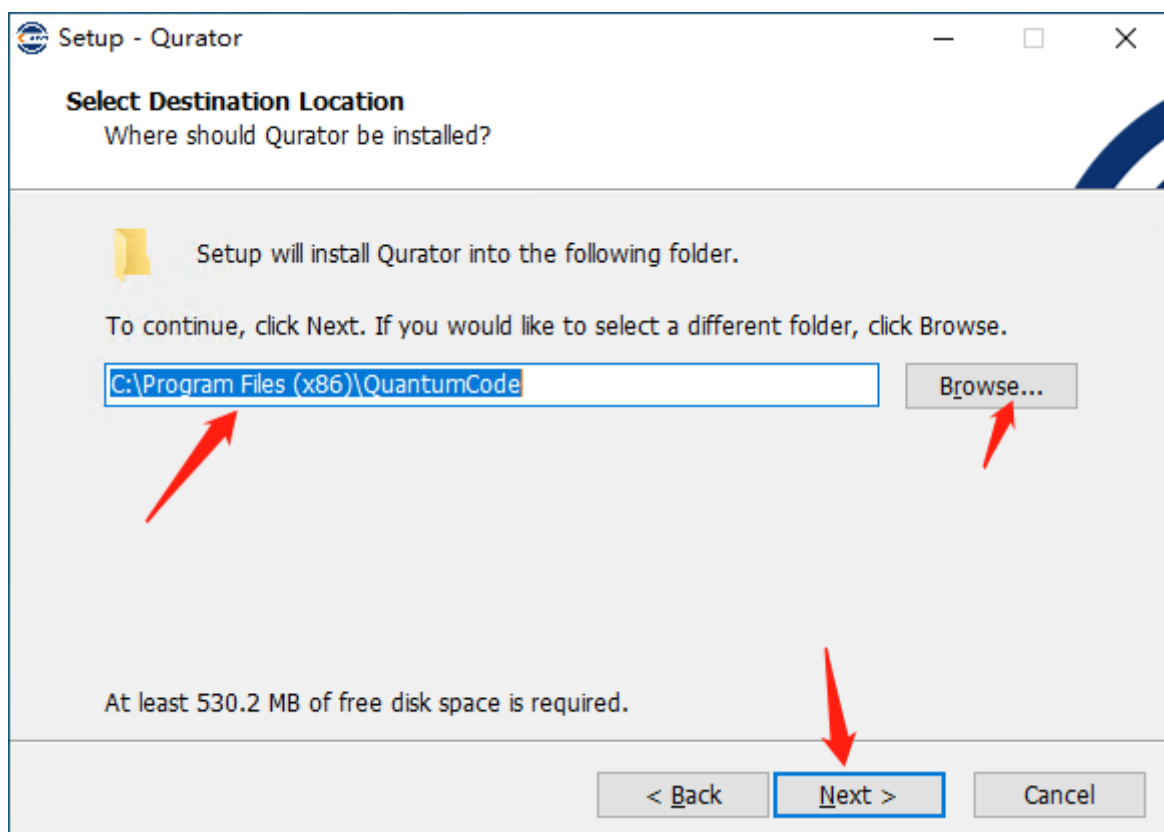 Setup - Qurator
Select Destination Location
Where should Qurator be installed?
Setup will install Qurator into the following folder.
To continue, click Next. If you would like to select a different folder, click Browse.
C:\Program Files (x86)\QuantumCode
Browse...
At least 530.2 MB of free disk space is required.
< Back
Next >
Cancel